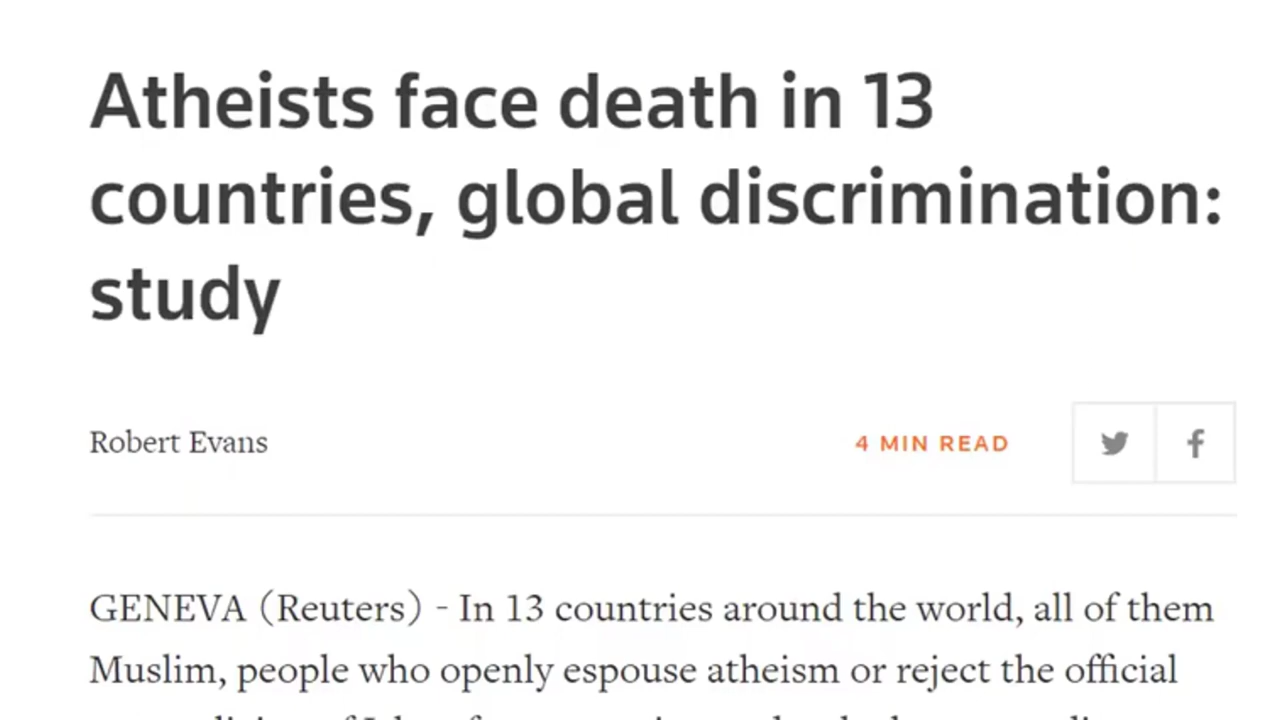 Atheists face death in 13
countries, global discrimination:
study
Robert Evans
4 MIN READ
GENEVA (Reuters) - In 13 countries around the world, all of them
Muslim, people who openly espouse atheism or reject the official